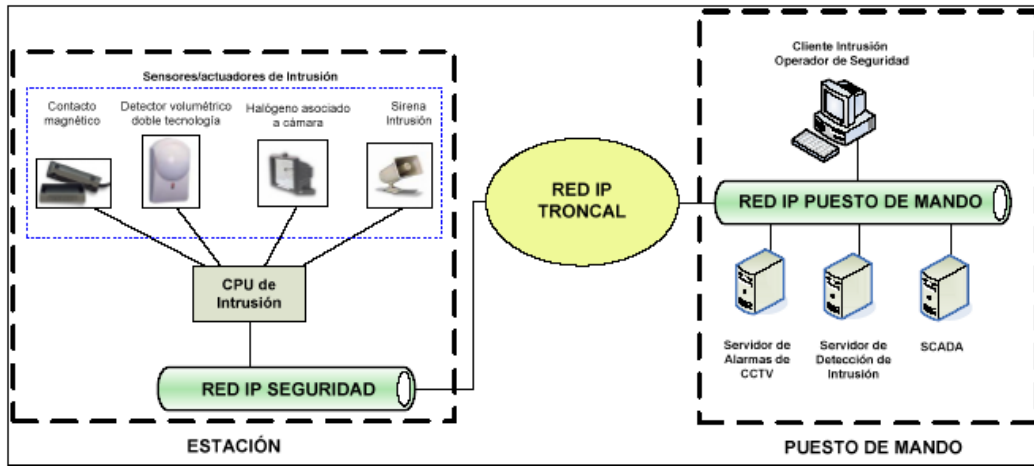 Sensores/actuadores de Intrusión
Contacto
magnético
Detector volumétrico
doble tecnología
Halógeno asociado
a cámara
Sirena
Intrusión
CPU de
Intrusión
RED IP SEGURIDAD
ESTACIÓN
RED IP
TRONCAL
Cliente Intrusión
Operador de Seguridad
RED IP PUESTO DE MANDO
Servidor de
Alarmas de
CCTV
Servidor de
Detección de
Intrusión
SCADA
PUESTO DE MANDO